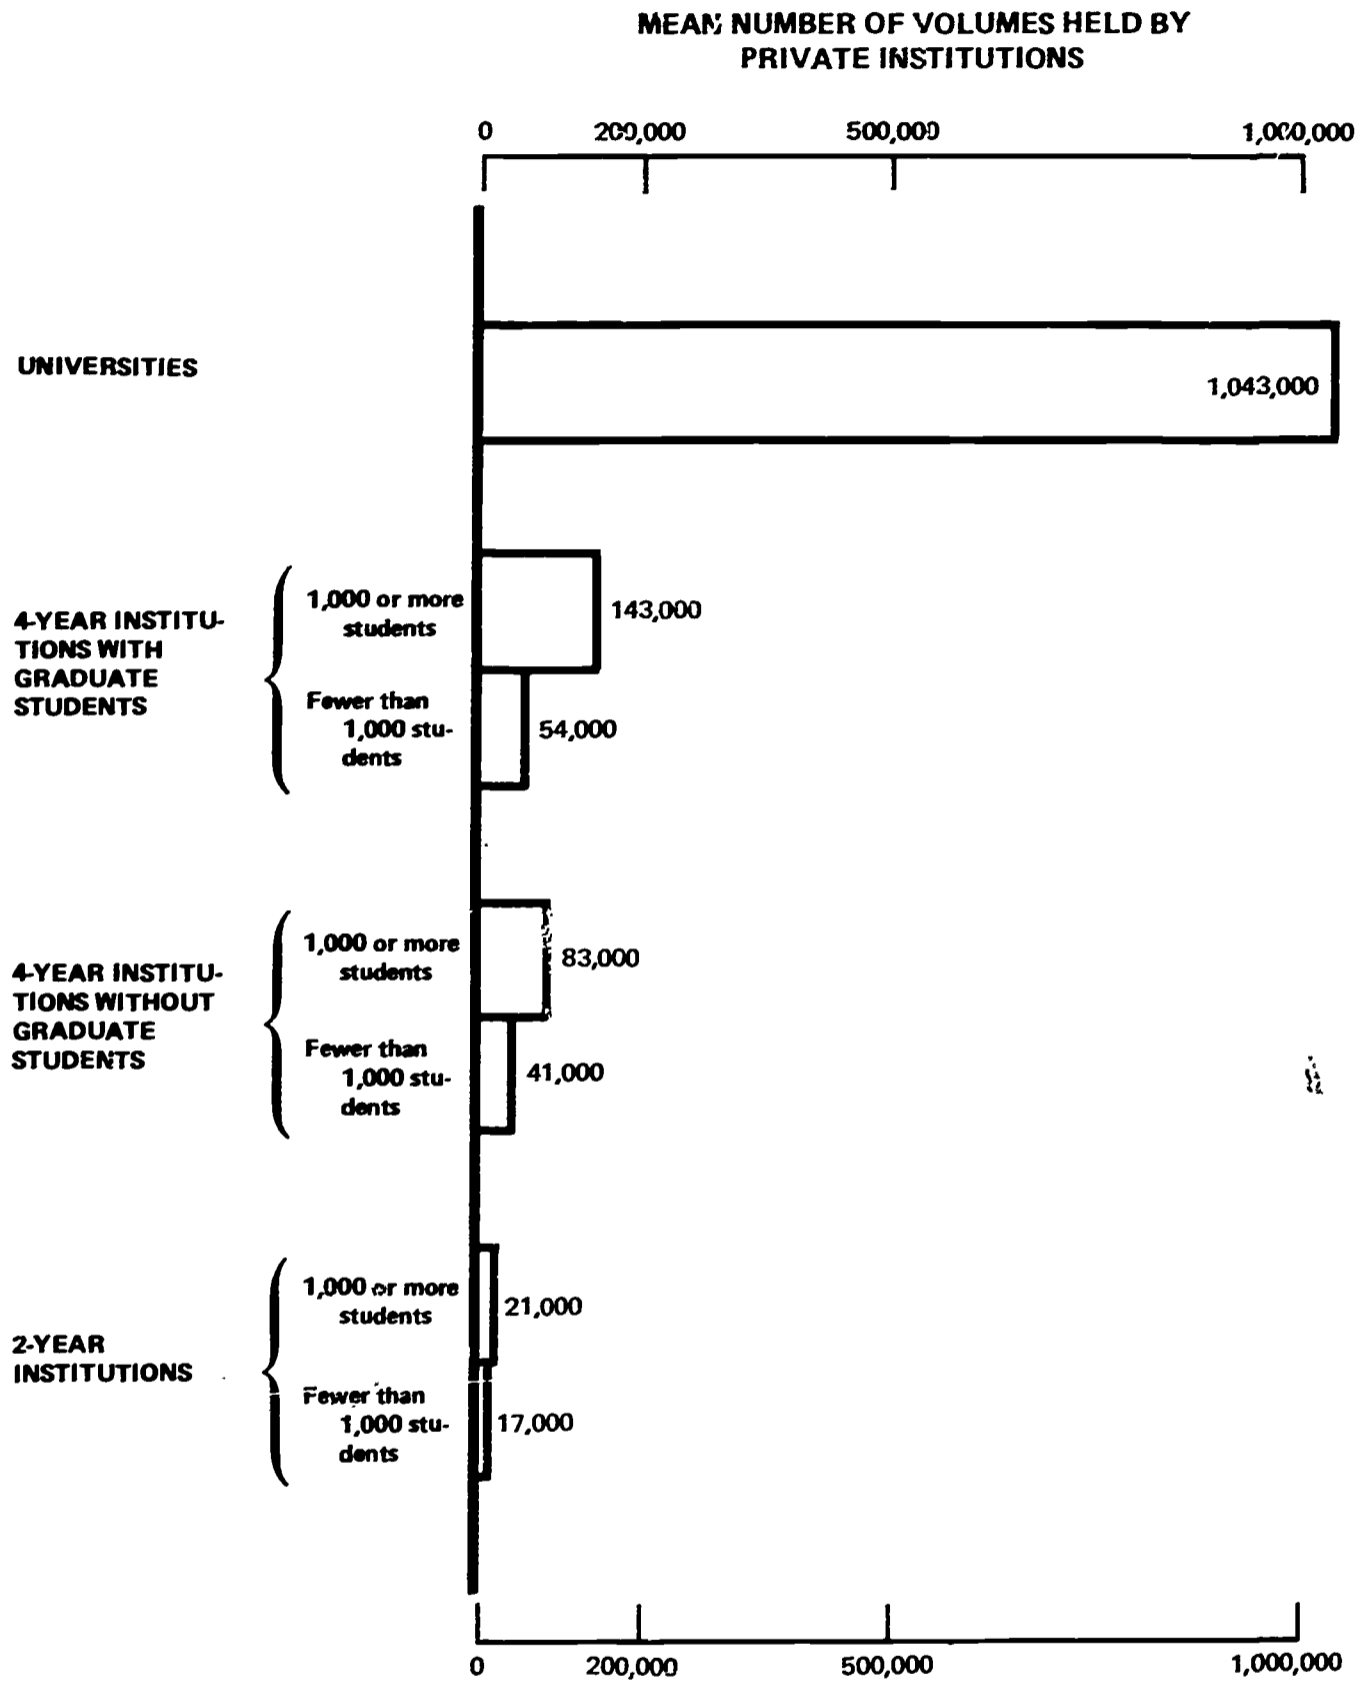 MEAN NUMBER OF VOLUMES HELD BY
PRIVATE INSTITUTIONS
0 200,000 500,000 1,000,000
UNIVERSITIES
1,043,000
4-YEAR INSTITU-
TIONS WITH
GRADUATE
STUDENTS
1,000 or more
students
143,000
Fewer than
1,000 stu-
dents
54,000
4-YEAR INSTITU-
TIONS WITHOUT
GRADUATE
STUDENTS
1,000 or more
students
83,000
Fewer than
1,000 stu-
dents
41,000
2-YEAR
INSTITUTIONS
1,000 or more
students
21,000
Fewer than
1,000 stu-
dents
17,000
0 200,000 500,000 1,000,000